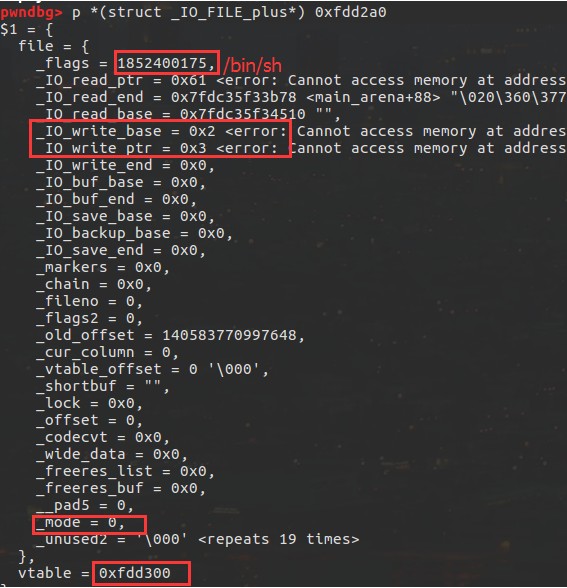 pwndbg> p *(struct _IO_FILE_plus*) 0xfdd2a0
$1 = {
file = {
_flags = 1852400175, /bin/sh
_IO_read_ptr = 0x61 <error: Cannot access memory at address
_IO_read_end = 0x7fdc35f33b78 <main_arena+88> "\020\360\377
_IO_read_base = 0x7fdc35f34510 "",
_IO_write_base = 0x2 <error: Cannot access memory at addres
_IO_write_ptr = 0x3 <error: Cannot access memory at address
_IO_write_end = 0x0,
_IO_buf_base = 0x0,
_IO_buf_end = 0x0,
_IO_save_base = 0x0,
_IO_backup_base = 0x0,
_IO_save_end = 0x0,
_markers = 0x0,
_chain = 0x0,
_fileno = 0,
_flags2 = 0,
_old_offset = 140583770997648,
_cur_column = 0,
_vtable_offset = 0 '\000',
_shortbuf = "",
_lock = 0x0,
_offset = 0,
_codecvt = 0x0,
_wide_data = 0x0,
_freeres_list = 0x0,
_freeres_buf = 0x0,
__pad5 = 0,
_mode = 0,
_unused2 = '\000' <repeats 19 times>
},
vtable = 0xfdd300
}